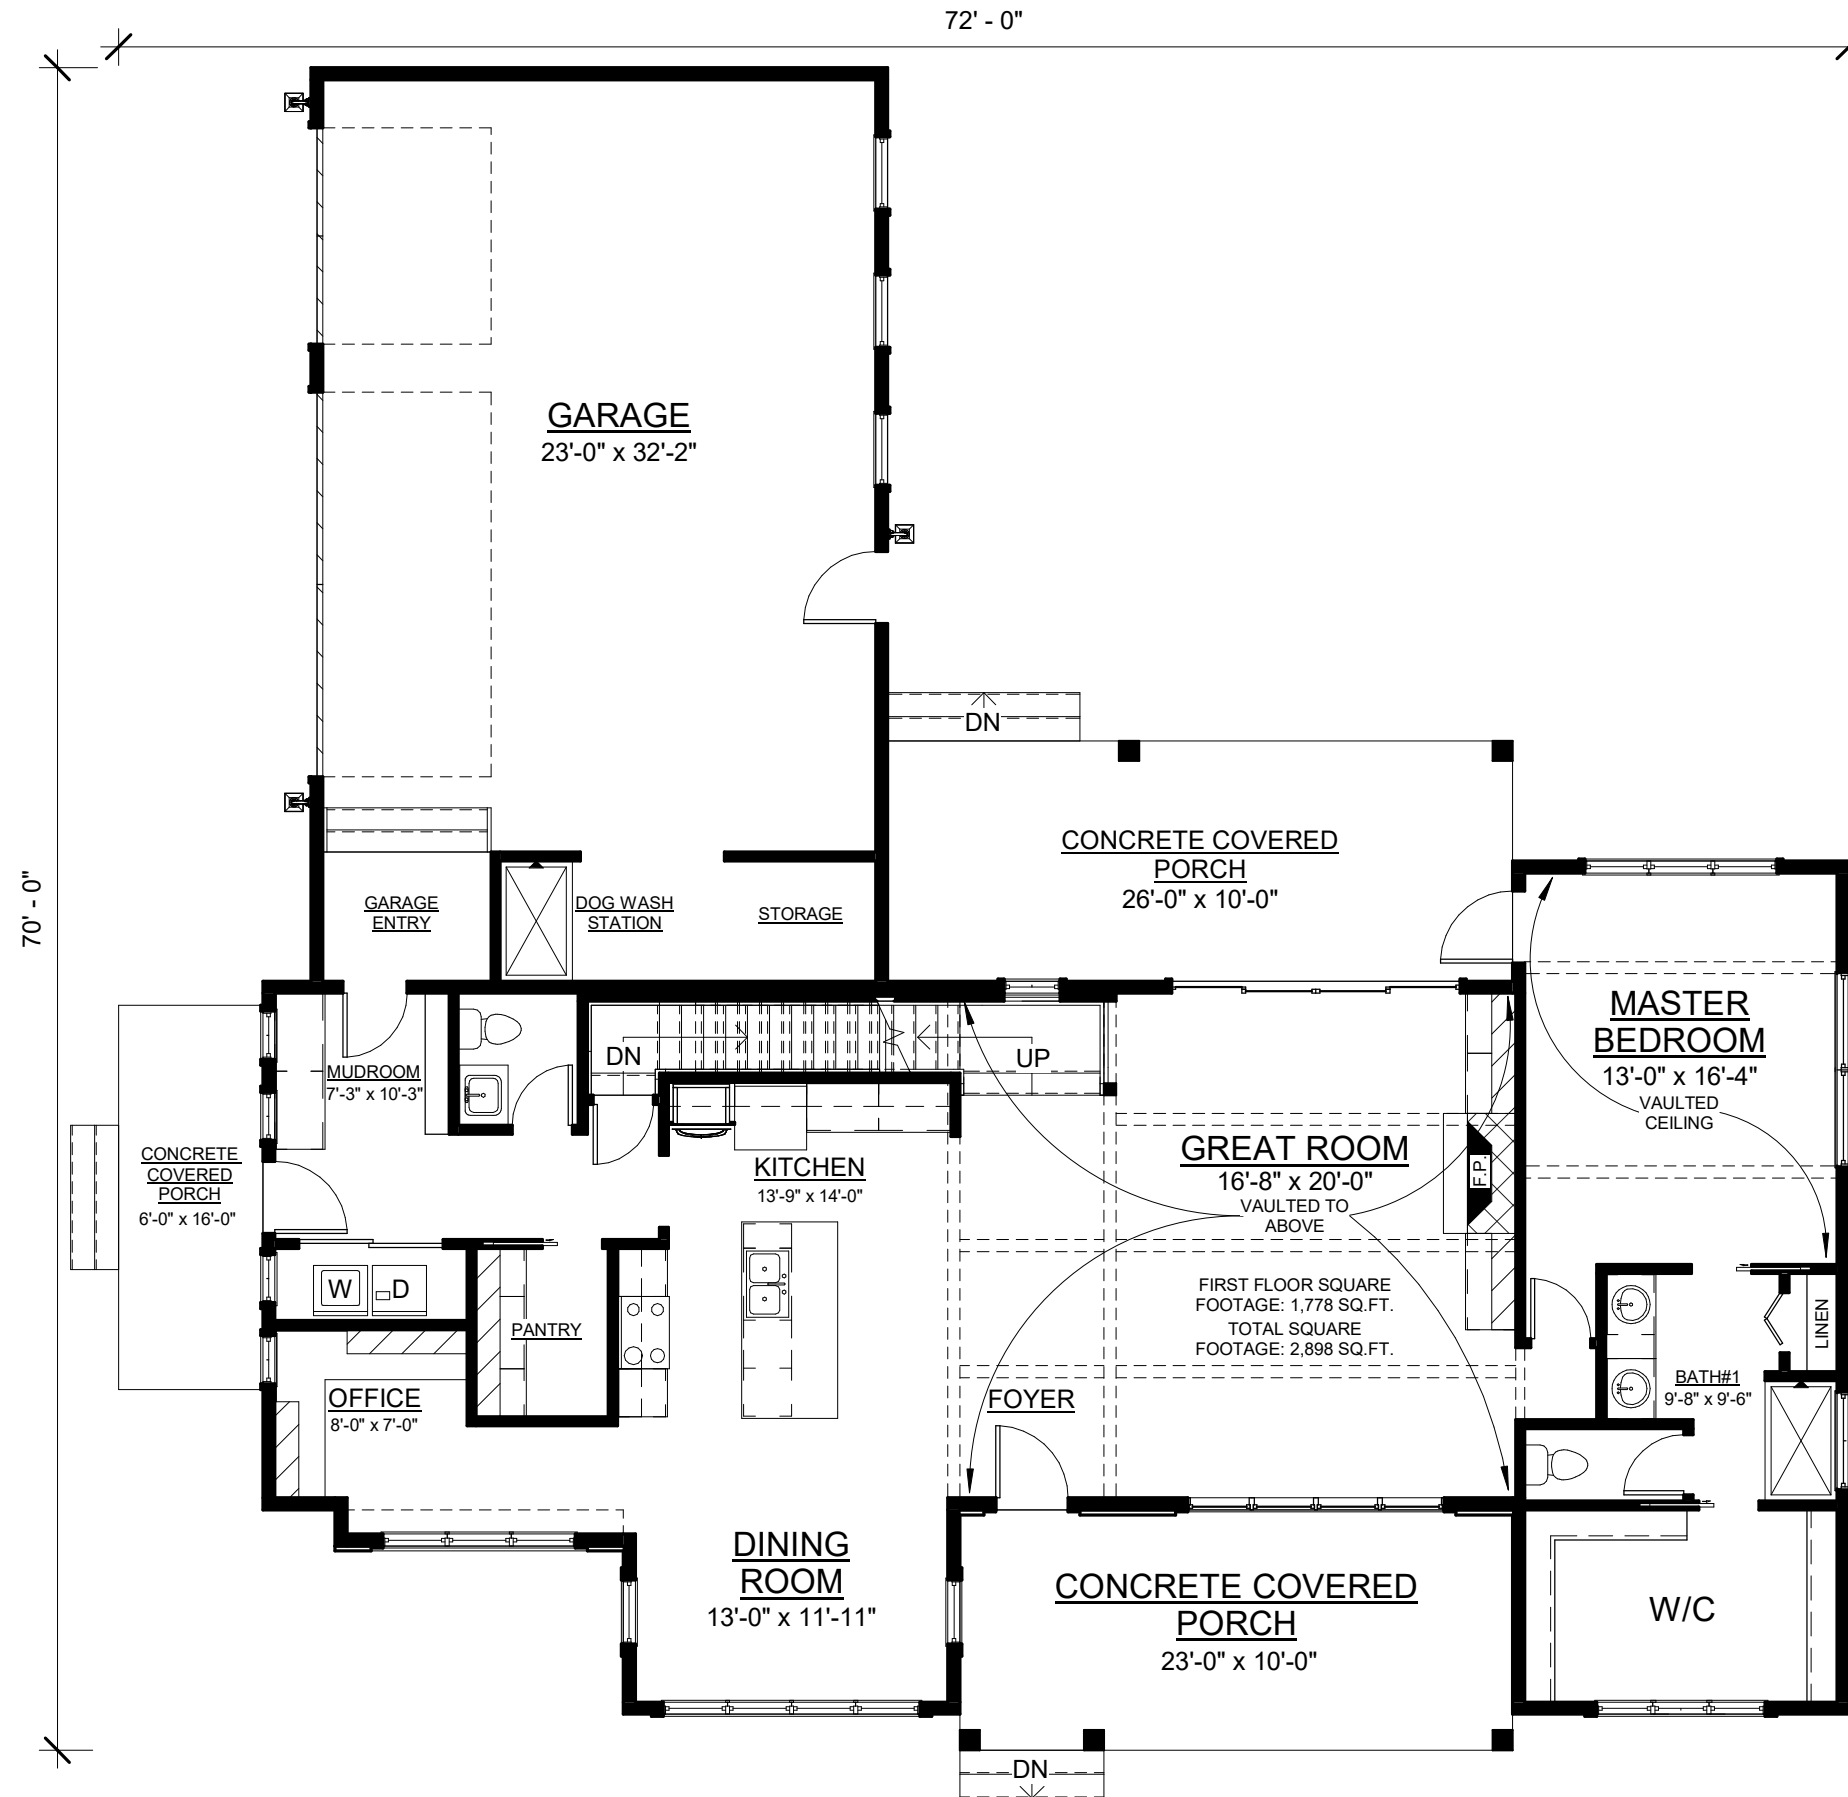 72' - 0"
70' - 0"
GARAGE
23'-0" x 32'-2"
DN
CONCRETE COVERED
PORCH
26'-0" x 10'-0"
GARAGE
ENTRY
DOG WASH
STATION
STORAGE
MASTER
BEDROOM
13'-0" x 16'-4"
VAULTED
CEILING
MUDROOM
7'-3" x 10'-3"
DN
UP
CONCRETE
COVERED
PORCH
6'-0" x 16'-0"
KITCHEN
13'-9" x 14'-0"
GREAT ROOM
16'-8" x 20'-0"
VAULTED TO
ABOVE
F.P.
FIRST FLOOR SQUARE
FOOTAGE: 1,778 SQ.FT.
TOTAL SQUARE
FOOTAGE: 2,898 SQ.FT.
W
D
PANTRY
LINEN
OFFICE
8'-0" x 7'-0"
FOYER
BATH#1
9'-8" x 9'-6"
DINING
ROOM
13'-0" x 11'-11"
CONCRETE COVERED
PORCH
23'-0" x 10'-0"
W/C
DN